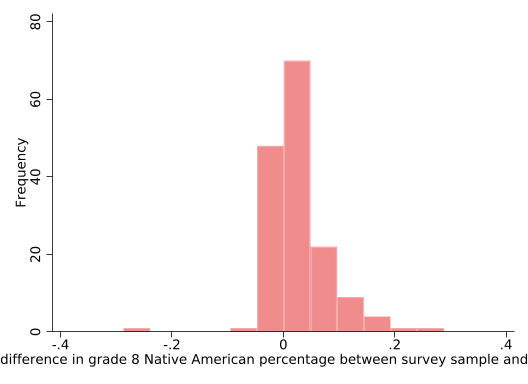 80
60
40
20
0
Frequency
-.4 -.2 0 .2 .4
difference in grade 8 Native American percentage between survey sample and